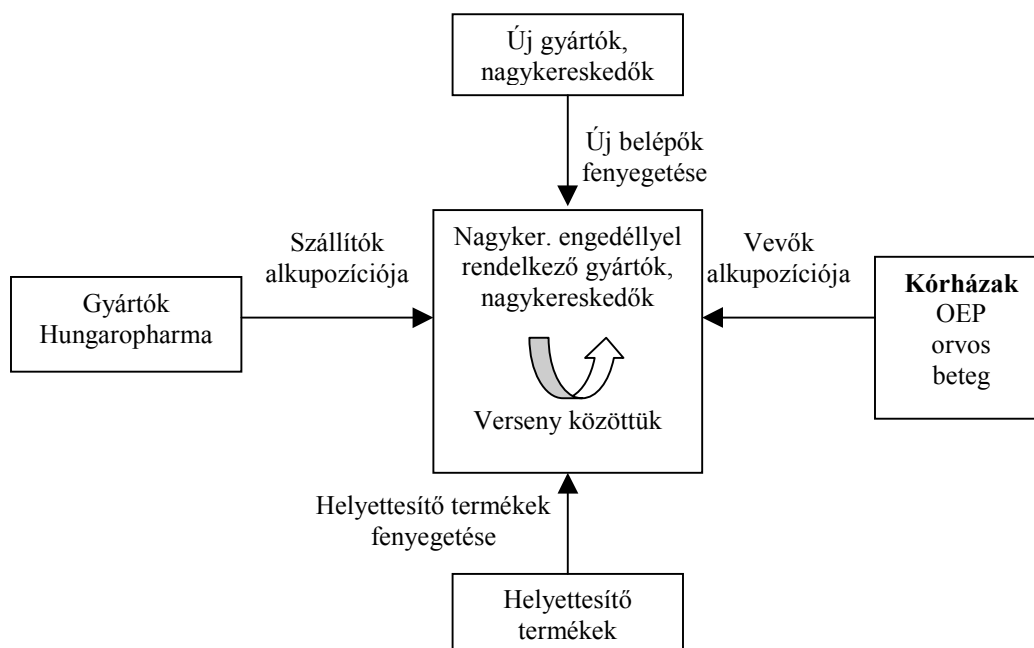 Új gyártók,
nagykereskedők
Új belépők
fenyegetése
Szállítók
alkupozíciója
Nagyker. engedéllyel
rendelkező gyártók,
nagykereskedők
Vevők
alkupozíciója
Gyártók
Hungaropharma
Kórházak
OEP
orvos
beteg
Verseny közöttük
Helyettesítő termékek
fenyegetése
Helyettesítő
termékek